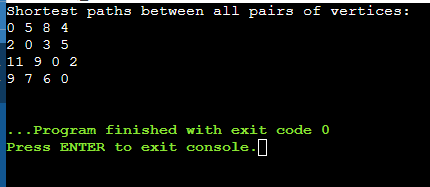 Shortest paths between all pairs of vertices:
0 5 8 4
2 0 3 5
11 9 0 2
9 7 6 0
...Program finished with exit code 0
Press ENTER to exit console.